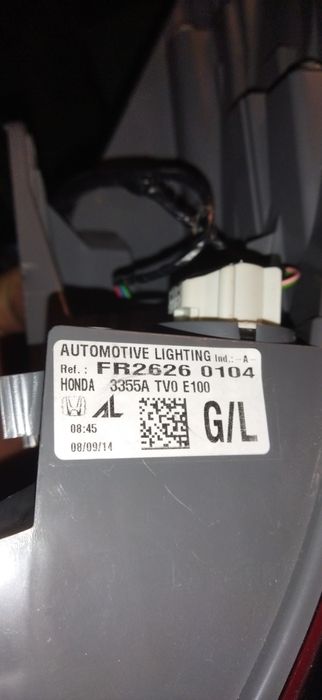 AUTOMOTIVE LIGHTING Ind.: -A-
Ref.: FR2626 0104
HONDA 3355A TV0 E100
AL G/L
08:45
08/09/14